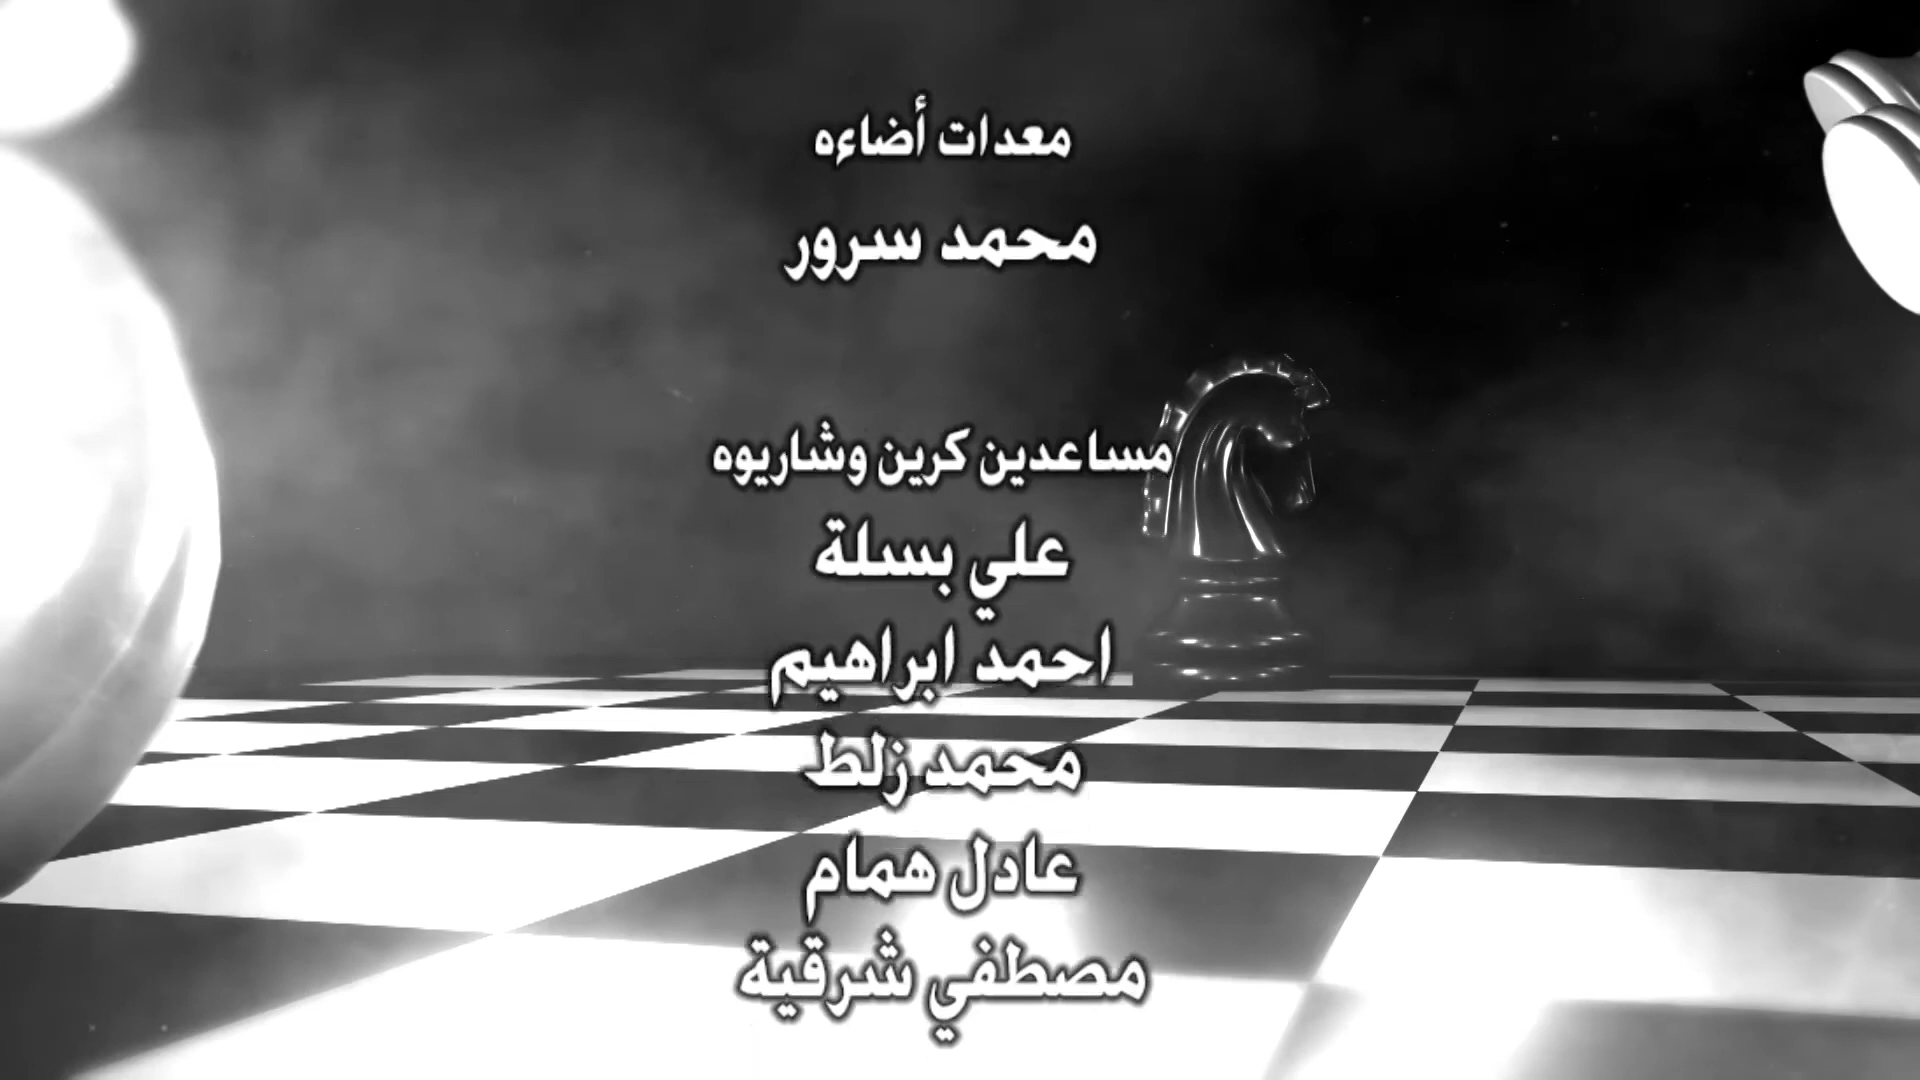 معدات أضاءه
محمد سرور
مساعدين كرين وشاريوه
علي بسلة
احمد ابراهيم
محمد زلط
عادل همام
مصطفي شرقية